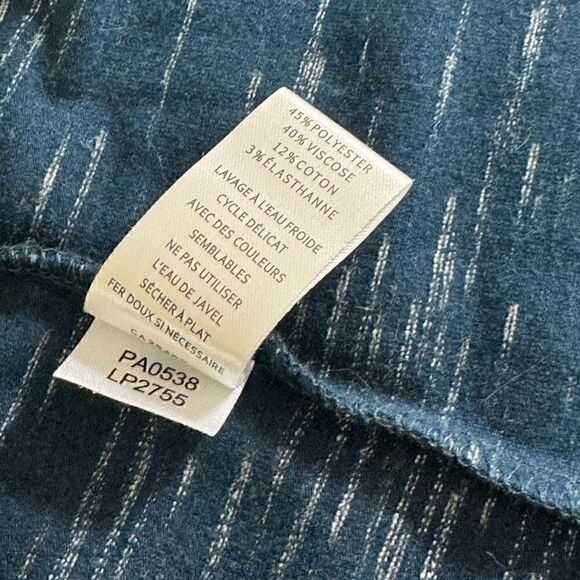 45% POLYESTER
40% VISCOSE
12% COTON
3% ÉLASTHANNE
LAVAGE À L'EAU FROIDE
CYCLE DÉLICAT
AVEC DES COULEURS
SEMBLABLES
NE PAS UTILISER
L'EAU DE JAVEL
SÉCHER À PLAT
FER DOUX SI NÉCESSAIRE
PA0538
LP2755